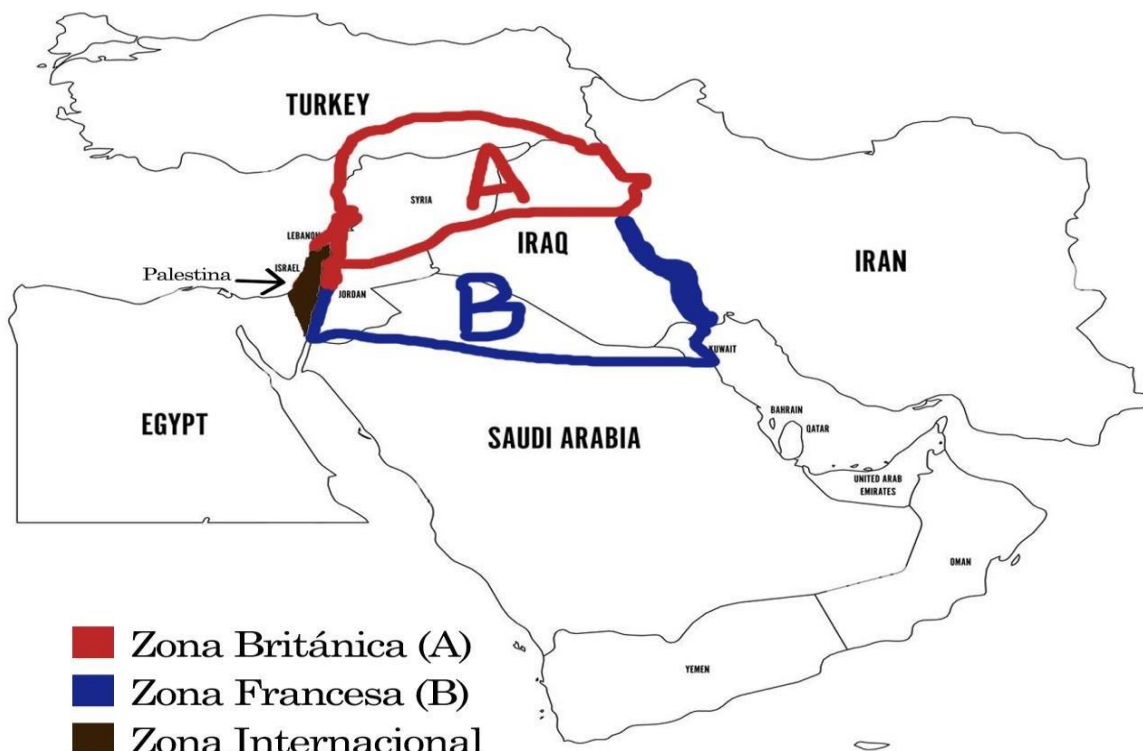 TURKEY
A
SYRIA
LEBANON
IRAQ
IRAN
ISRAEL
Palestina
JORDAN
B
KUWAIT
EGYPT
SAUDI ARABIA
BAHRAIN
QATAR
UNITED ARAB
EMIRATES
OMAN
YEMEN
Zona Británica (A)
Zona Francesa (B)
Zona Internacional